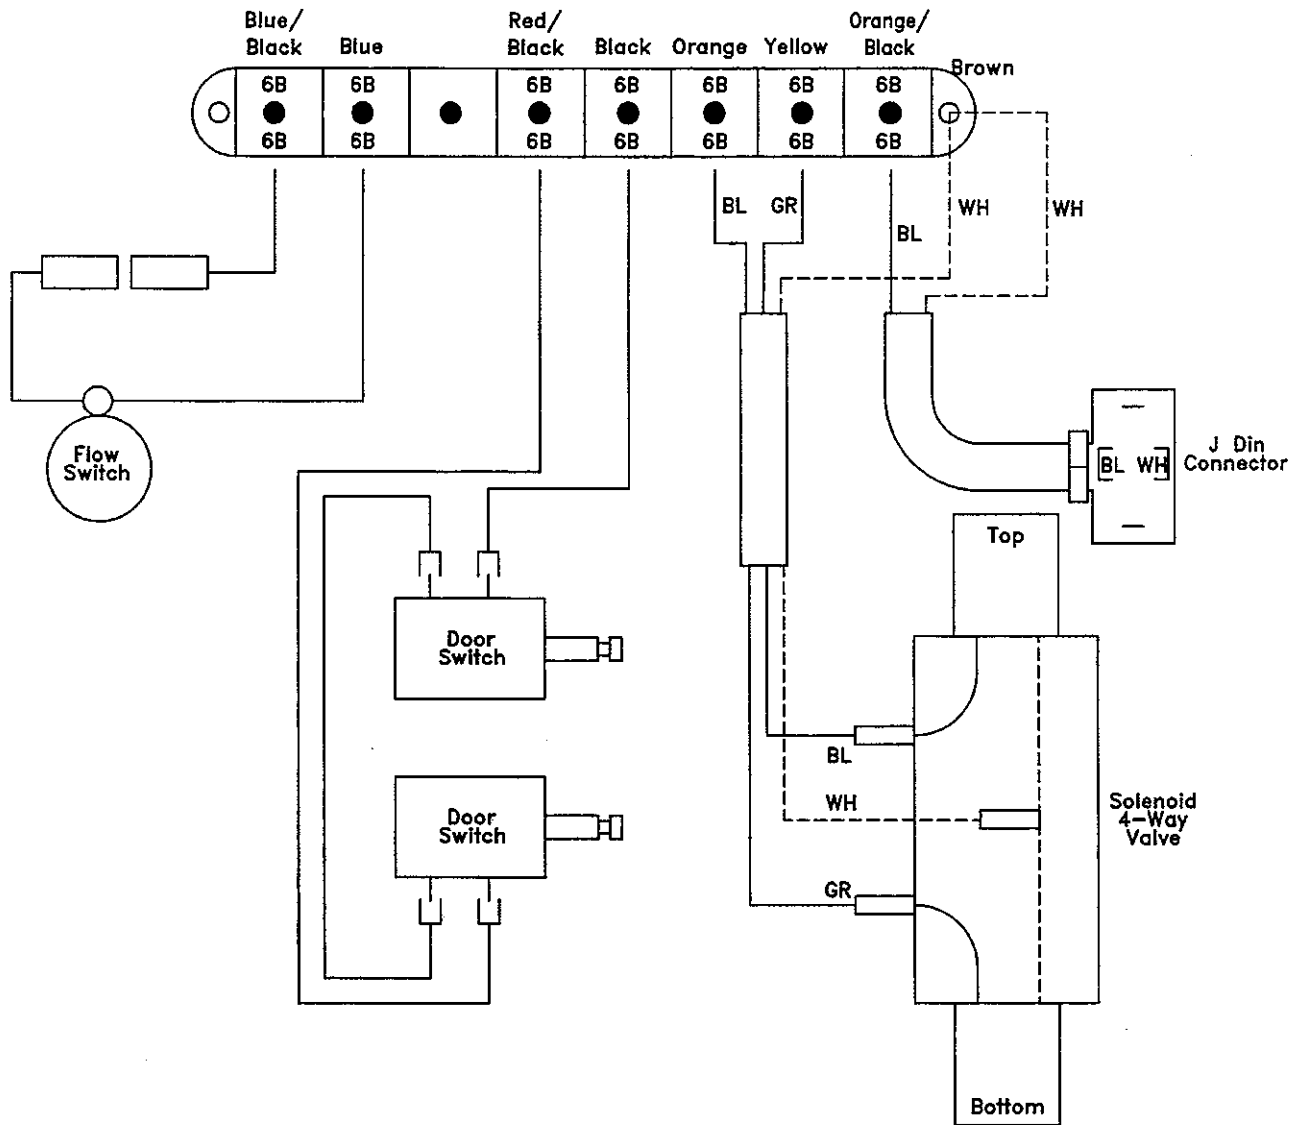 Blue/
Black
Blue
Red/
Black
Black
Orange
Yellow
Orange/
Black
Brown
6B
6B
6B
6B
6B
6B
6B
6B
6B
6B
6B
6B
6B
6B
BL
GR
BL
WH
WH
Flow
Switch
J Din
Connector
BL
WH
Top
Door
Switch
BL
WH
Solenoid
4-Way
Valve
Door
Switch
GR
Bottom